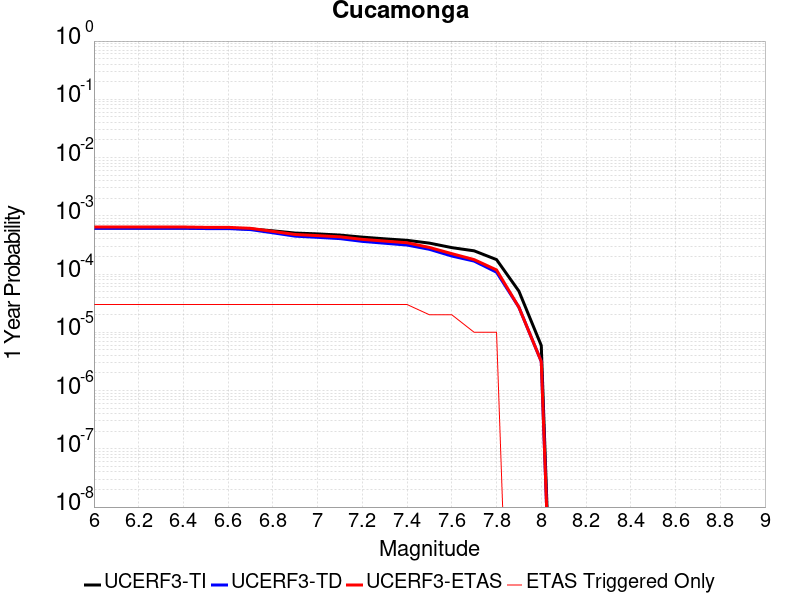 Cucamonga
10^0
10^-1
10^-2
10^-3
10^-4
10^-5
10^-6
10^-7
10^-8
1 Year Probability
6 6.2 6.4 6.6 6.8 7 7.2 7.4 7.6 7.8 8 8.2 8.4 8.6 8.8 9
Magnitude
UCERF3-TI UCERF3-TD UCERF3-ETAS ETAS Triggered Only